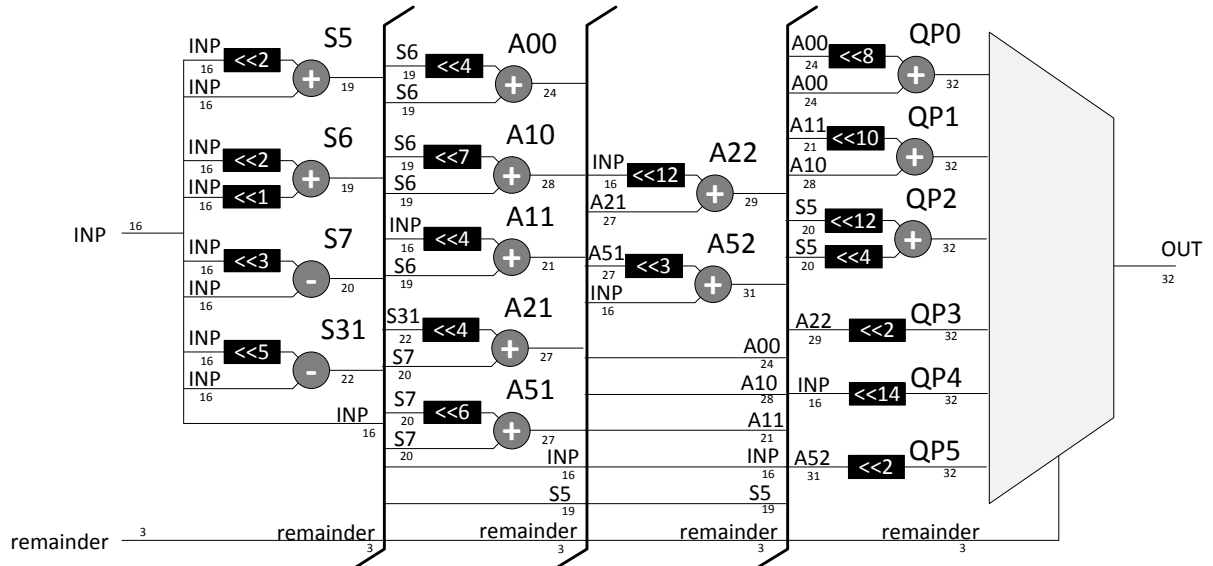 S5
INP
<<2
16
+
19
INP
16
S6
INP
<<2
16
+
19
INP
<<1
16
INP
16
S7
INP
<<3
16
-
20
INP
16
S31
INP
<<5
16
-
22
INP
16
INP
16
A00
S6
<<4
19
+
24
S6
19
A10
S6
<<7
19
+
28
S6
19
A11
INP
<<4
16
+
21
S6
19
A21
S31
<<4
22
+
27
S7
20
A51
S7
<<6
20
+
27
S7
20
INP
16
S5
19
A22
INP
<<12
16
+
29
A21
27
A52
A51
<<3
27
+
31
INP
16
A00
24
A10
28
A11
21
INP
16
S5
19
QP0
A00
<<8
24
+
32
A00
24
QP1
A11
<<10
21
+
32
A10
28
QP2
S5
<<12
20
+
32
S5
<<4
20
QP3
A22
<<2
29
32
QP4
INP
<<14
16
32
QP5
A52
<<2
31
32
OUT
32
remainder
3
remainder
3
remainder
3
remainder
3
remainder
3